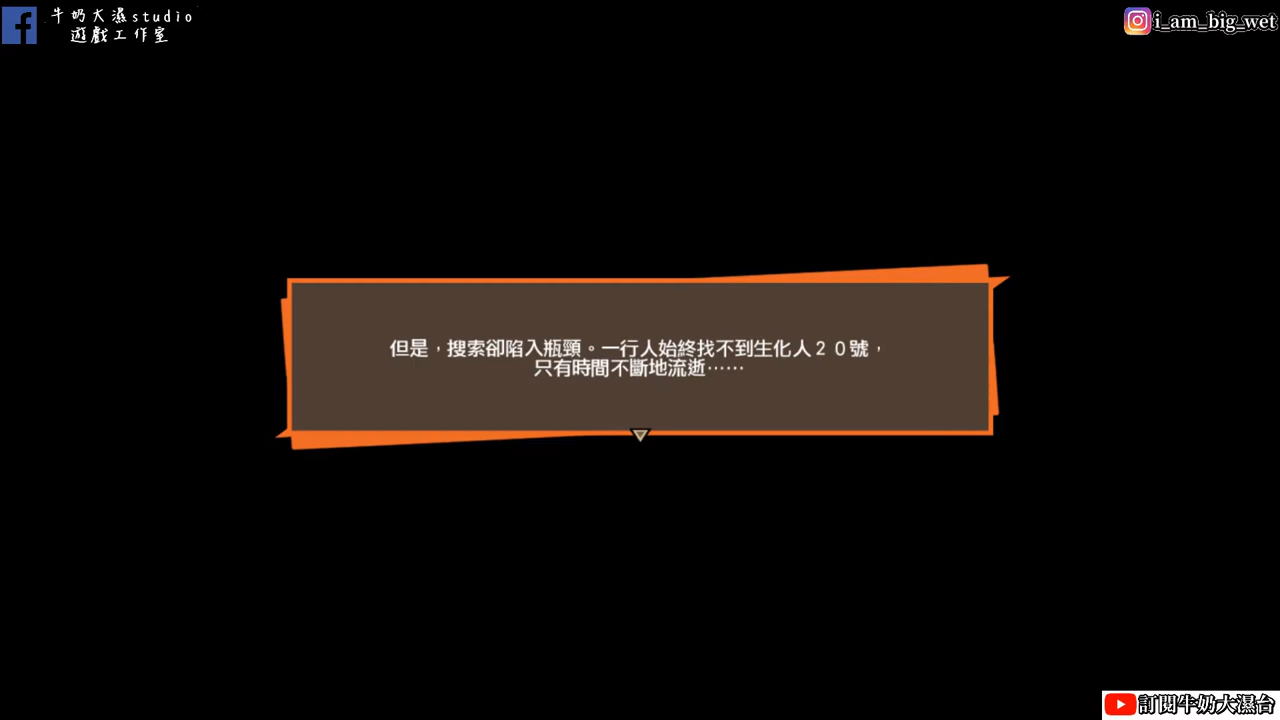 牛奶大濕studio
遊戲工作室
i_am_big_wet
但是，搜索卻陷入瓶頸。一行人始終找不到生化人２０號，
只有時間不斷地流逝……
訂閱牛奶大濕台